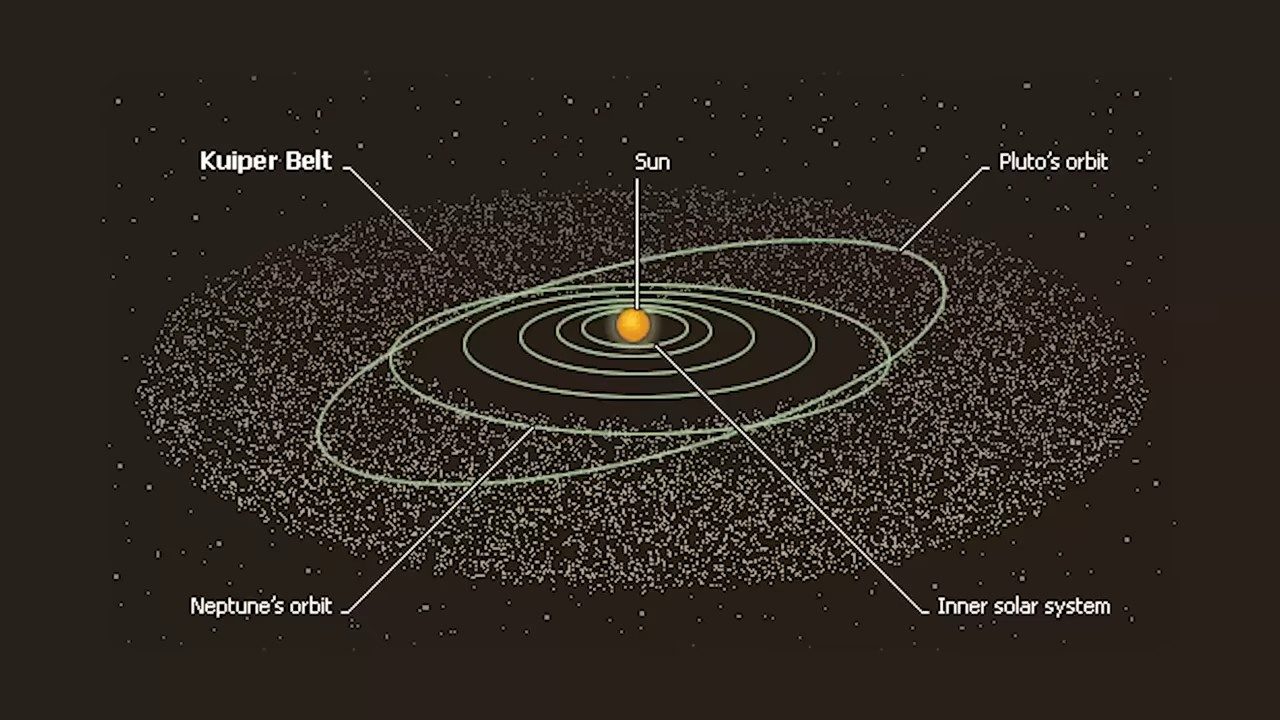 Kuiper Belt
Sun
Pluto's orbit
Neptune's orbit
Inner solar system